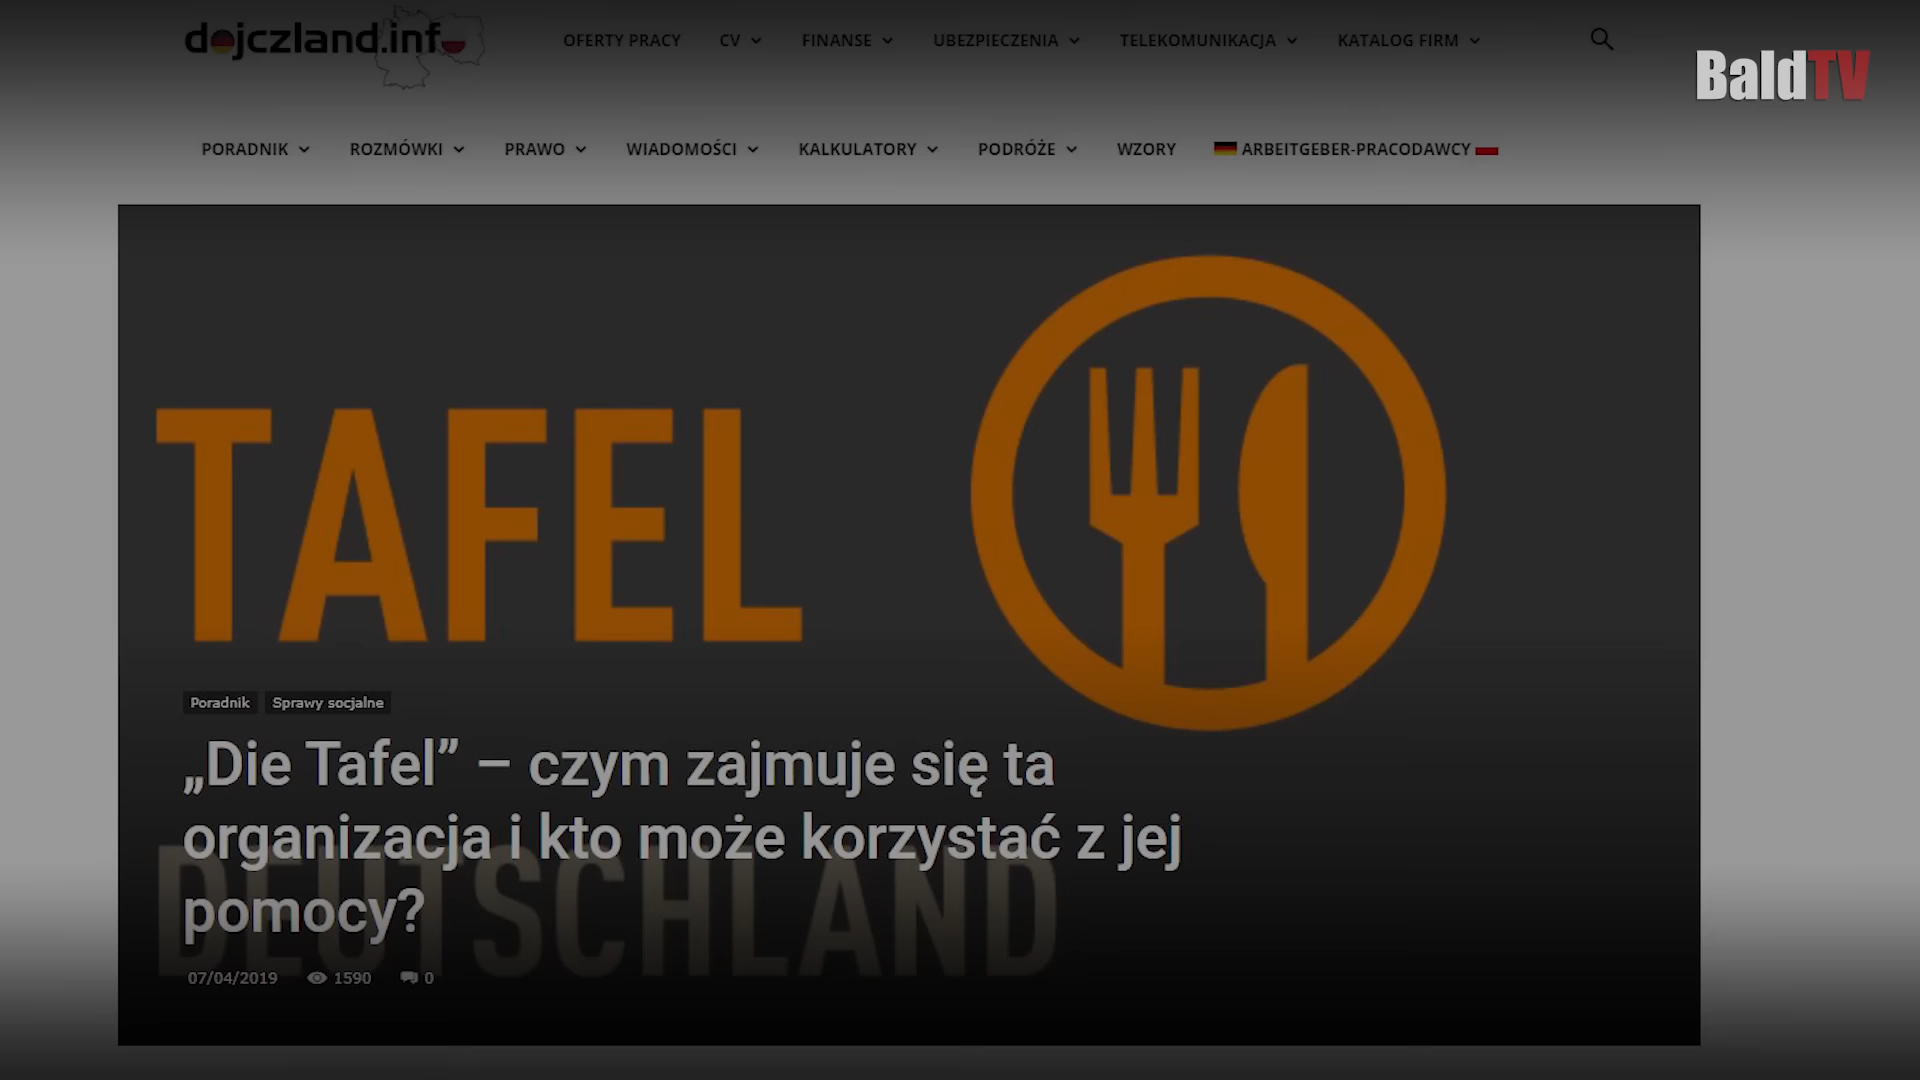 dojczland.info
OFERTY PRACY CV FINANSE UBEZPIECZENIA TELEKOMUNIKACJA KATALOG FIRM
BaldTV
PORADNIK ROZMÓWKI PRAWO WIADOMOŚCI KALKULATORY PODRÓŻE WZORY ARBEITGEBER-PRACODAWCY
TAFEL
Poradnik Sprawy socjalne
„Die Tafel” – czym zajmuje się ta
organizacja i kto może korzystać z jej
pomocy?
DEUTSCHLAND
07/04/2019 1590 0